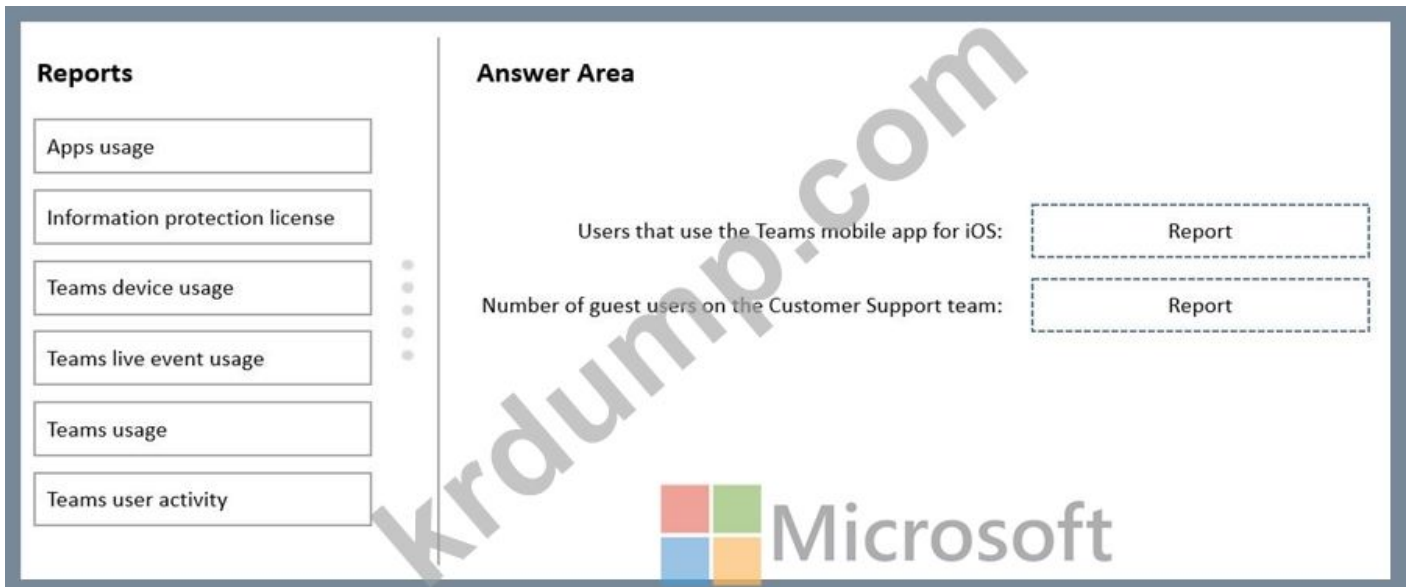 Reports
Apps usage
Information protection license
Teams device usage
Teams live event usage
Teams usage
Teams user activity
Answer Area
Users that use the Teams mobile app for iOS:
Report
Number of guest users on the Customer Support team:
Report
krdump.com
Microsoft